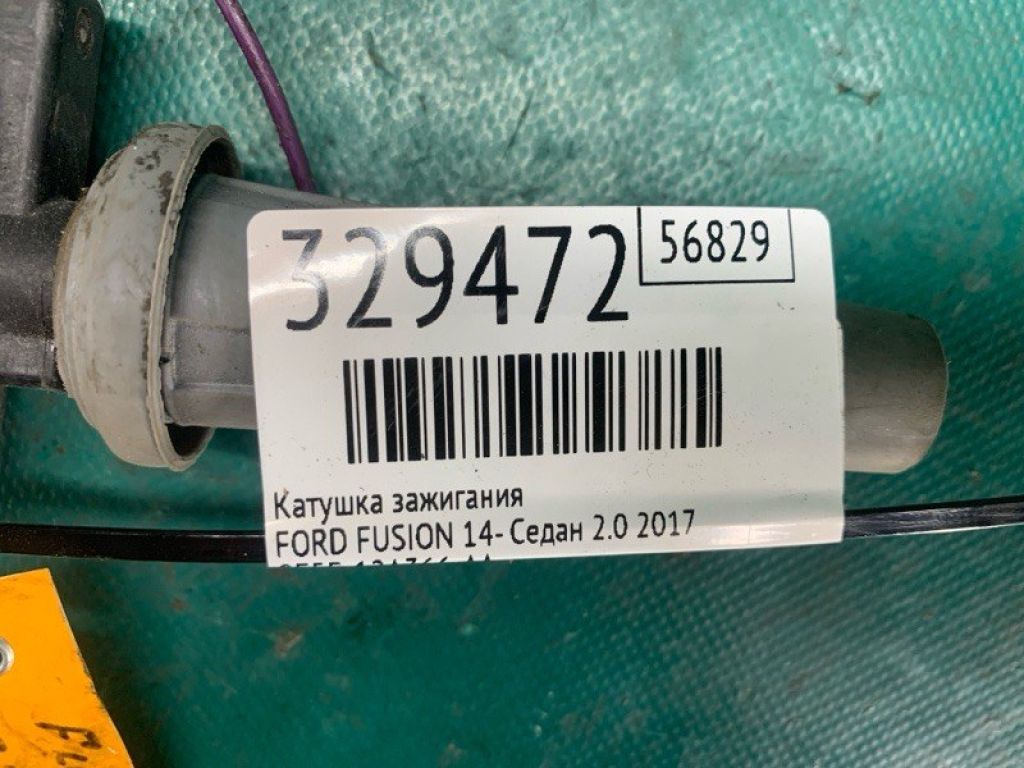 329472
56829
Катушка зажигания
FORD FUSION 14- Седан 2.0 2017